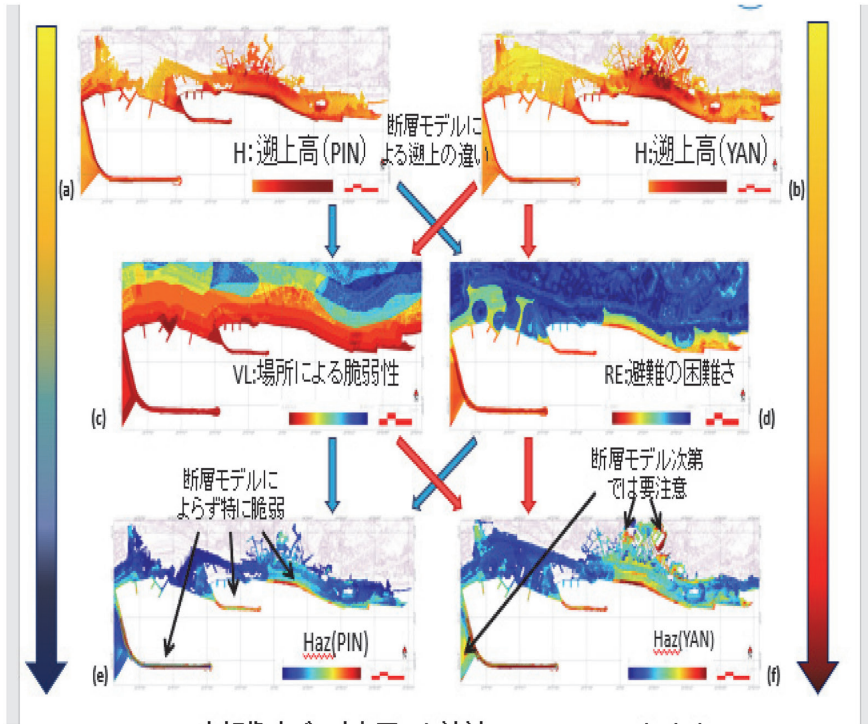 断層モデルに
よる遡上の違い
H:遡上高(PIN)
H:遡上高(YAN)
(a)
(b)
VL:場所による脆弱性
RE:避難の困難さ
(c)
(d)
断層モデルに
よらず特に脆弱
断層モデル次第
では要注意
Haz(PIN)
Haz(YAN)
(e)
(f)